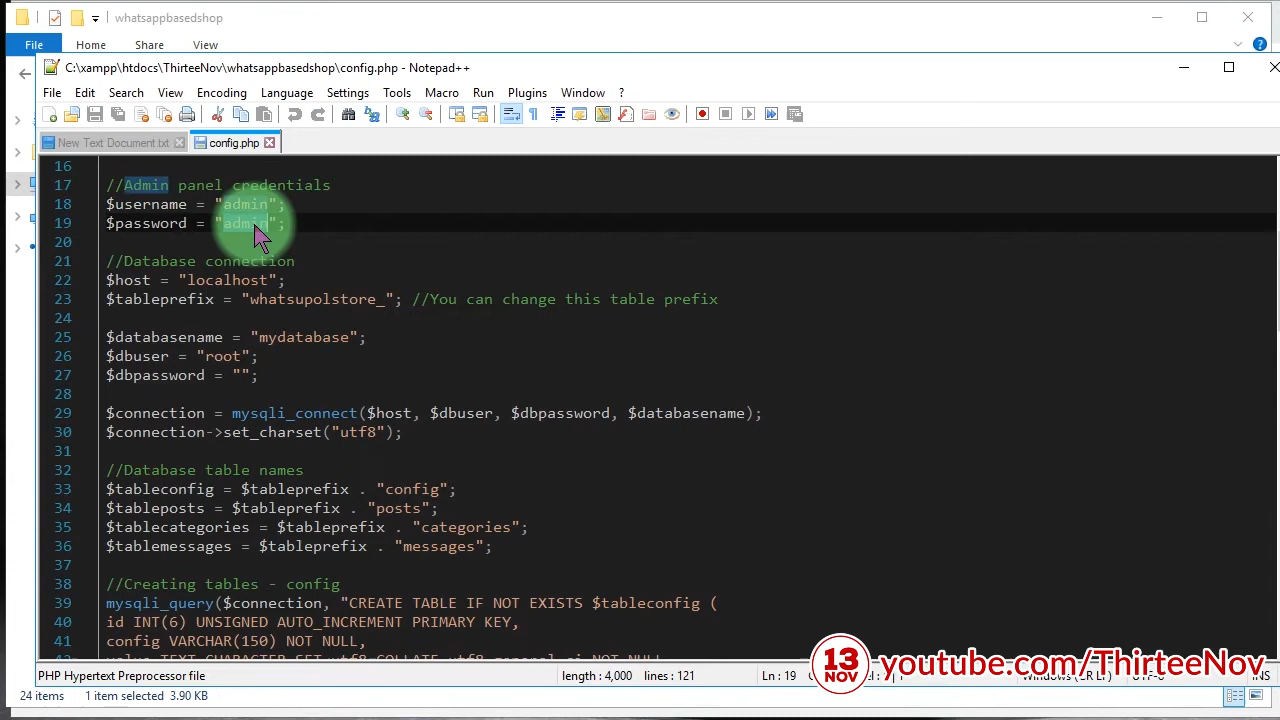 whatsappbasedshop
File Home Share View
C:\xampp\htdocs\ThirteeNov\whatsappbasedshop\config.php - Notepad++
File Edit Search View Encoding Language Settings Tools Macro Run Plugins Window ?
New Text Document.txt config.php
16
17 //Admin panel credentials
18 $username = "admin";
19 $password = "admin";
20
21 //Database connection
22 $host = "localhost";
23 $tableprefix = "whatsupolstore_"; //You can change this table prefix
24
25 $databasename = "mydatabase";
26 $dbuser = "root";
27 $dbpassword = "";
28
29 $connection = mysqli_connect($host, $dbuser, $dbpassword, $databasename);
30 $connection->set_charset("utf8");
31
32 //Database table names
33 $tableconfig = $tableprefix . "config";
34 $tableposts = $tableprefix . "posts";
35 $tablecategories = $tableprefix . "categories";
36 $tablemessages = $tableprefix . "messages";
37
38 //Creating tables - config
39 mysqli_query($connection, "CREATE TABLE IF NOT EXISTS $tableconfig (
40 id INT(6) UNSIGNED AUTO_INCREMENT PRIMARY KEY,
41 config VARCHAR(150) NOT NULL,
13 NOV youtube.com/ThirteeNov
PHP Hypertext Preprocessor file length : 4,000 lines : 121 Ln : 19 INS
24 items 1 item selected 3.90 KB